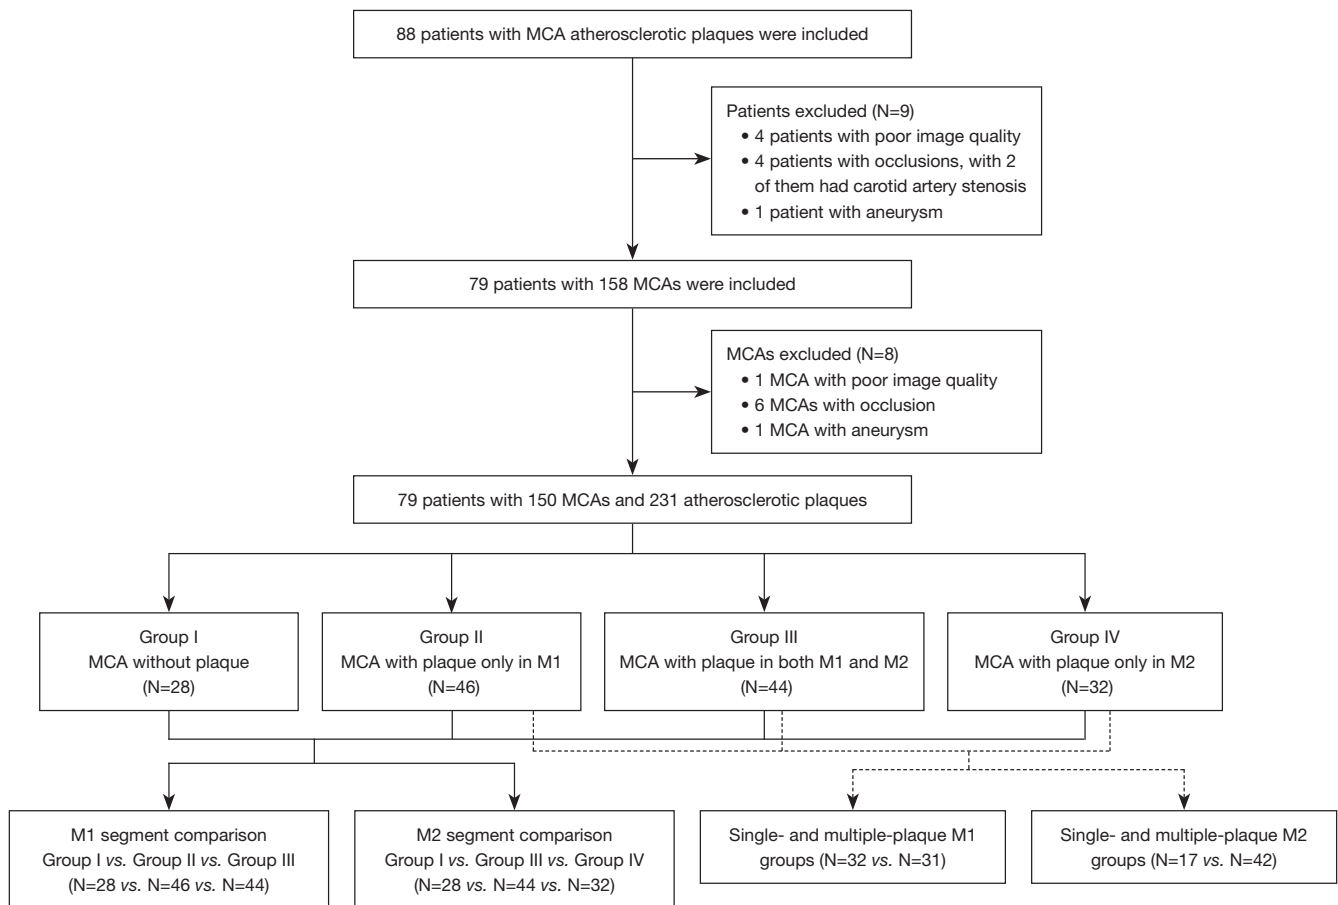 88 patients with MCA atherosclerotic plaques were included
Patients excluded (N=9)
• 4 patients with poor image quality
• 4 patients with occlusions, with 2
of them had carotid artery stenosis
• 1 patient with aneurysm
79 patients with 158 MCAs were included
MCAs excluded (N=8)
• 1 MCA with poor image quality
• 6 MCAs with occlusion
• 1 MCA with aneurysm
79 patients with 150 MCAs and 231 atherosclerotic plaques
Group I
MCA without plaque
(N=28)
Group II
MCA with plaque only in M1
(N=46)
Group III
MCA with plaque in both M1 and M2
(N=44)
Group IV
MCA with plaque only in M2
(N=32)
M1 segment comparison
Group I vs. Group II vs. Group III
(N=28 vs. N=46 vs. N=44)
M2 segment comparison
Group I vs. Group III vs. Group IV
(N=28 vs. N=44 vs. N=32)
Single- and multiple-plaque M1
groups (N=32 vs. N=31)
Single- and multiple-plaque M2
groups (N=17 vs. N=42)